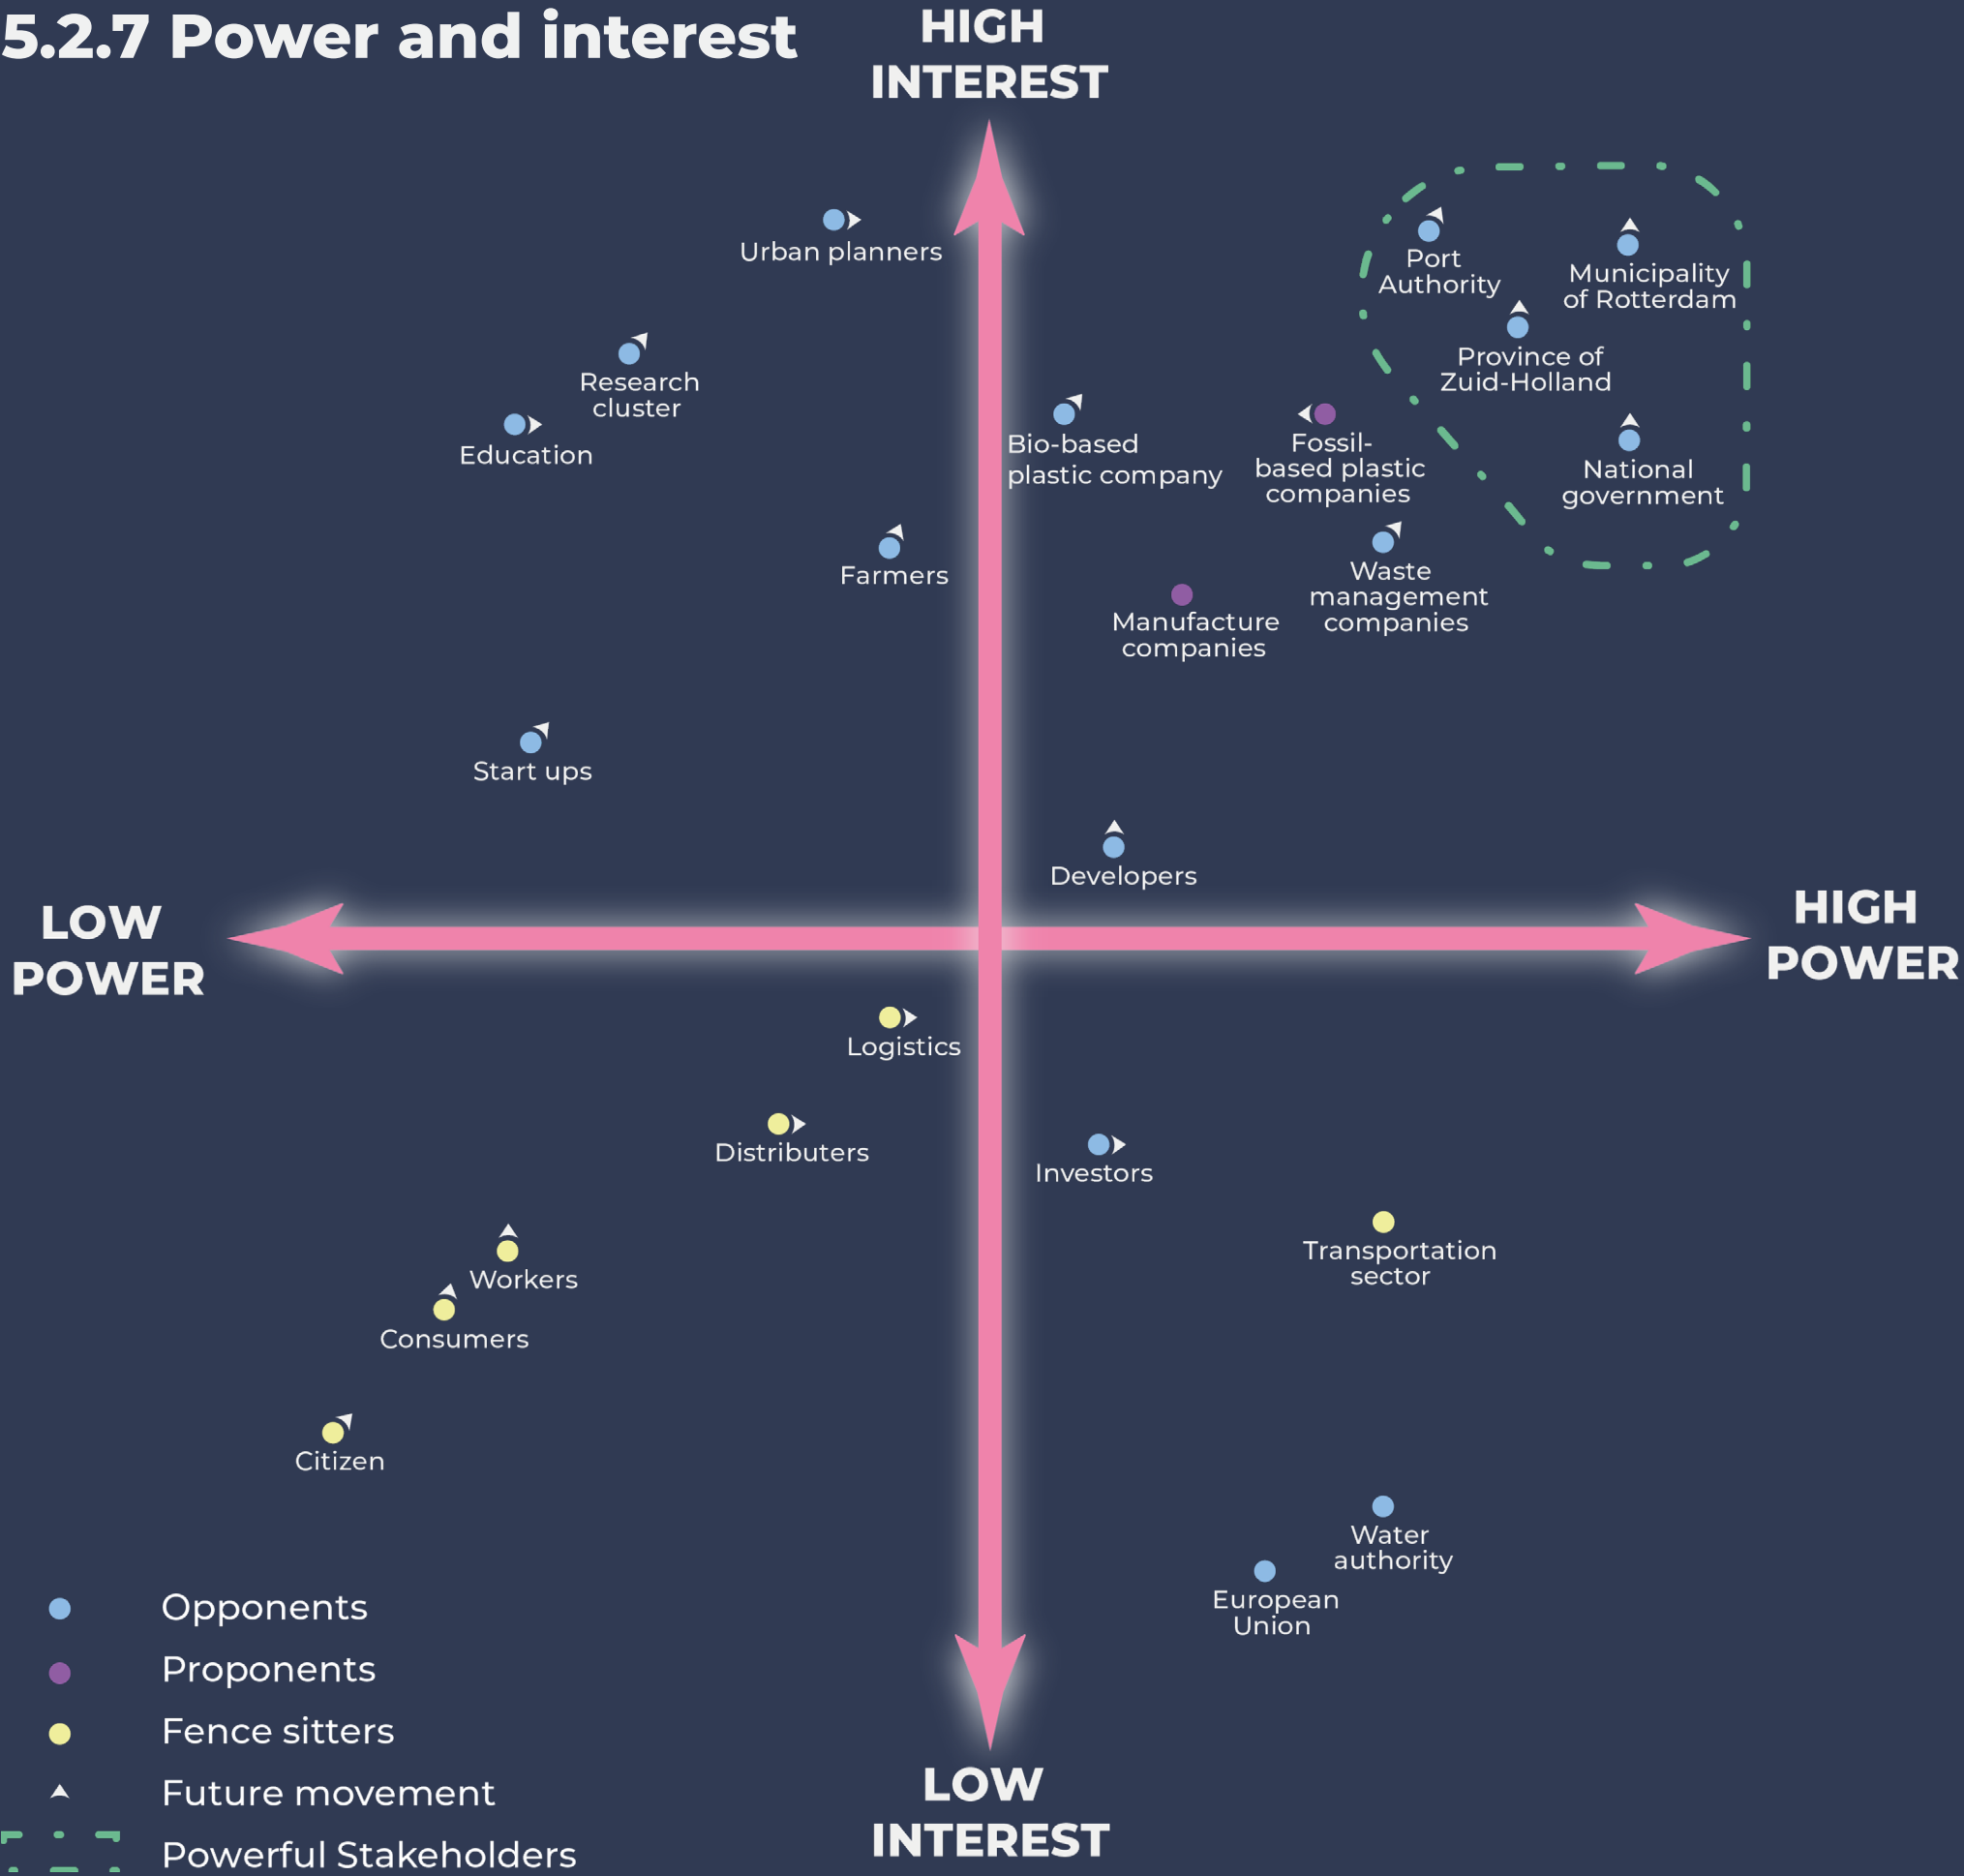 5.2.7 Power and interest
HIGH
INTEREST
Urban planners
Port
Authority
Municipality
of Rotterdam
Province of
Zuid-Holland
Research
cluster
Education
Bio-based
plastic company
Fossil-
based plastic
companies
National
government
Farmers
Waste
management
companies
Manufacture
companies
Start ups
Developers
LOW
POWER
HIGH
POWER
Logistics
Distributers
Investors
Transportation
sector
Workers
Consumers
Citizen
Water
authority
European
Union
Opponents
Proponents
Fence sitters
Future movement
Powerful Stakeholders
LOW
INTEREST